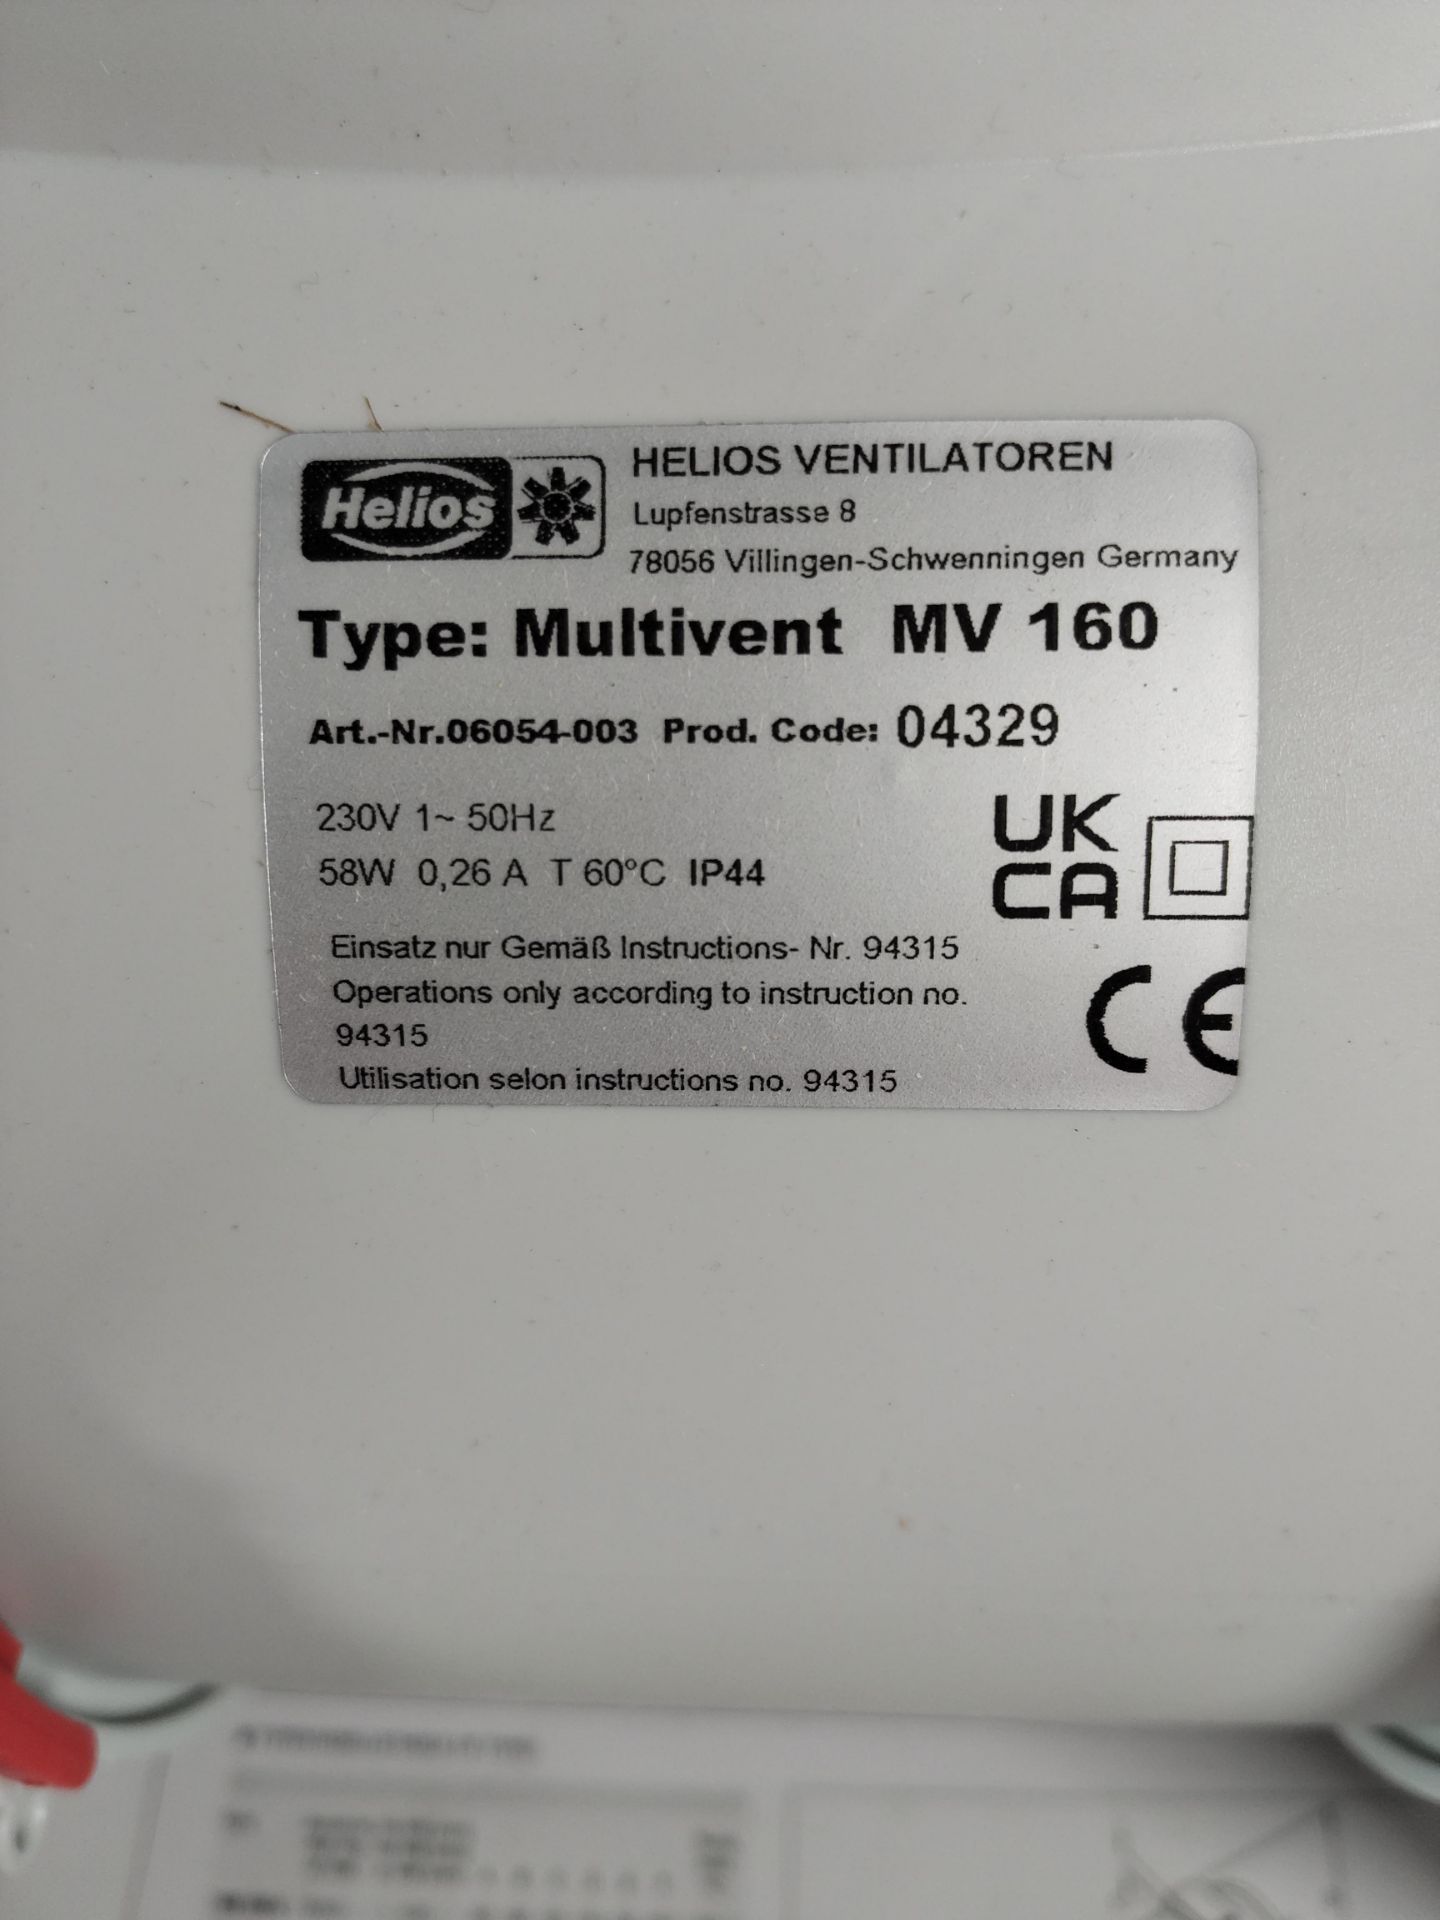 Helios
HELIOS VENTILATOREN
Lupfenstrasse 8
78056 Villingen-Schwenningen Germany
Type: Multivent MV 160
Art.-Nr.06054-003 Prod. Code: 04329
230V 1~ 50Hz
58W 0,26 A T 60°C IP44
UK
CA
Einsatz nur Gemäß Instructions- Nr. 94315
Operations only according to instruction no.
94315
Utilisation selon instructions no. 94315
CE